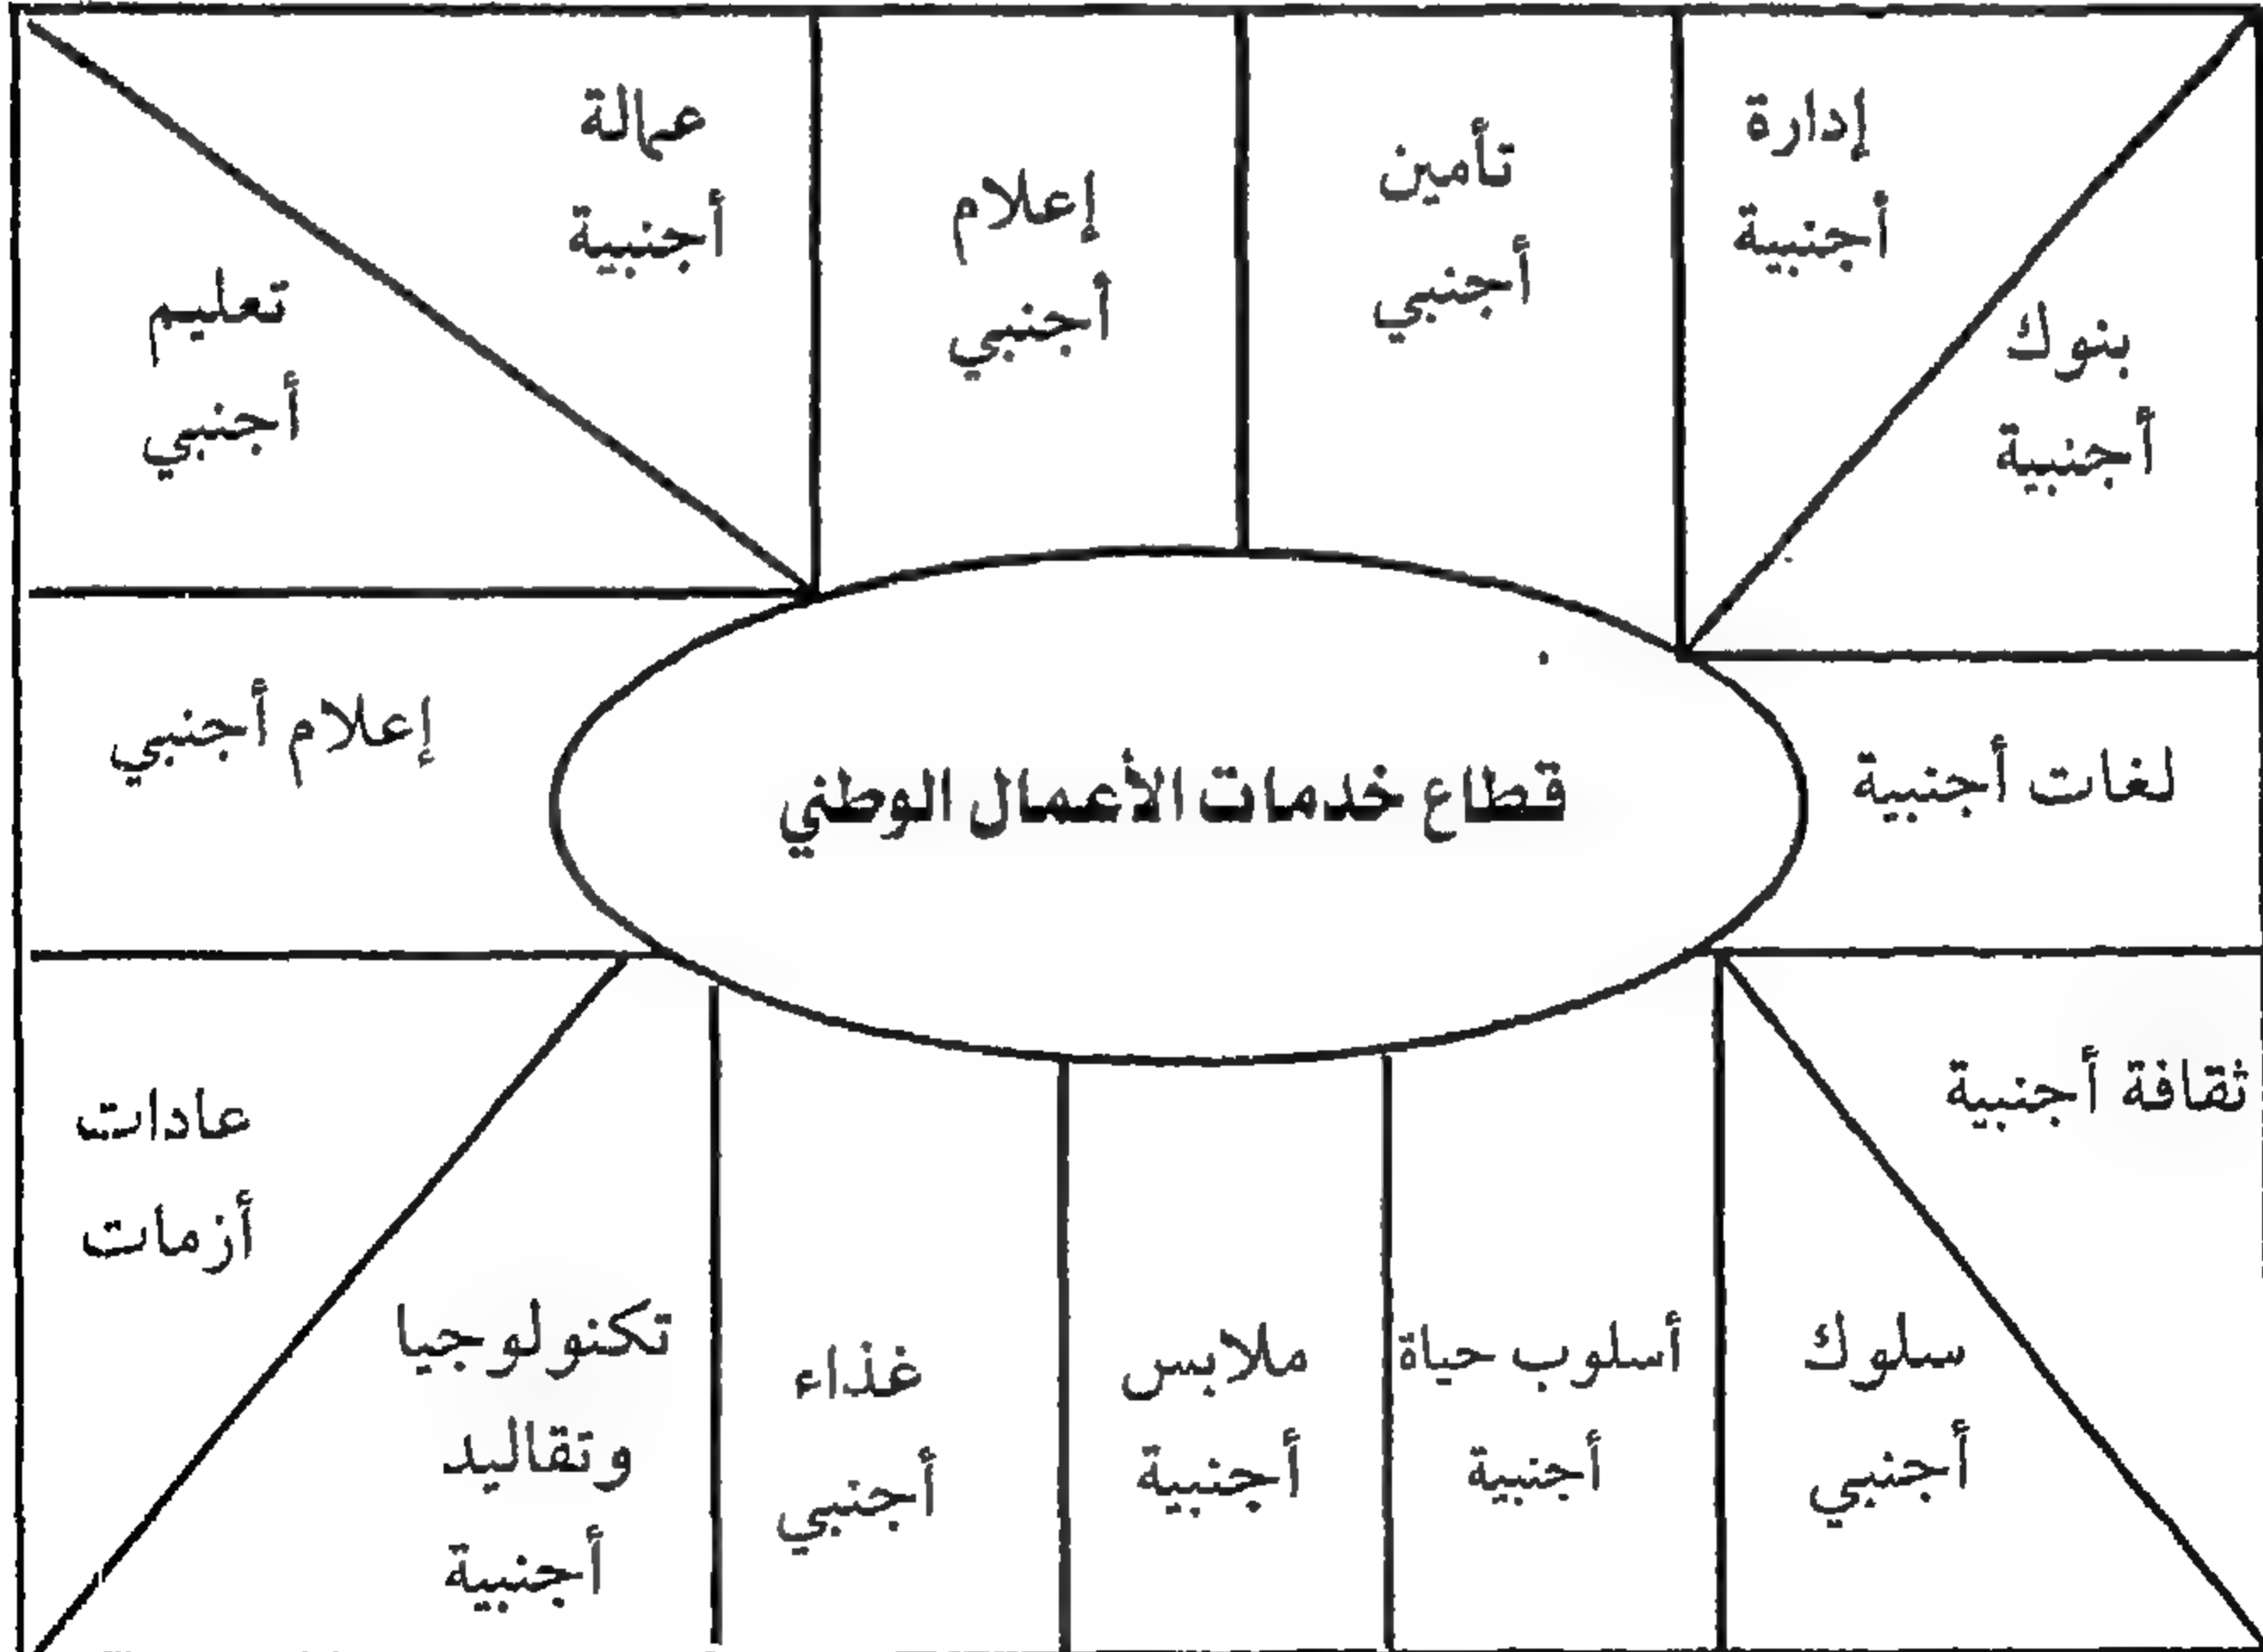 إدارة
أجنبية
تأمين
أجنبي
إعلام
أجنبي
عمالة
أجنبية
بنوك
أجنبية
تعليم
أجنبي
لغات أجنبية
قطاع خدمات الأعمال الوطني
إعلام أجنبي
ثقافة أجنبية
سلوك
أجنبي
أسلوب حياة
أجنبية
ملابس
أجنبية
غذاء
أجنبي
تكنولوجيا
وتقاليد
أجنبية
عادات
أزمات